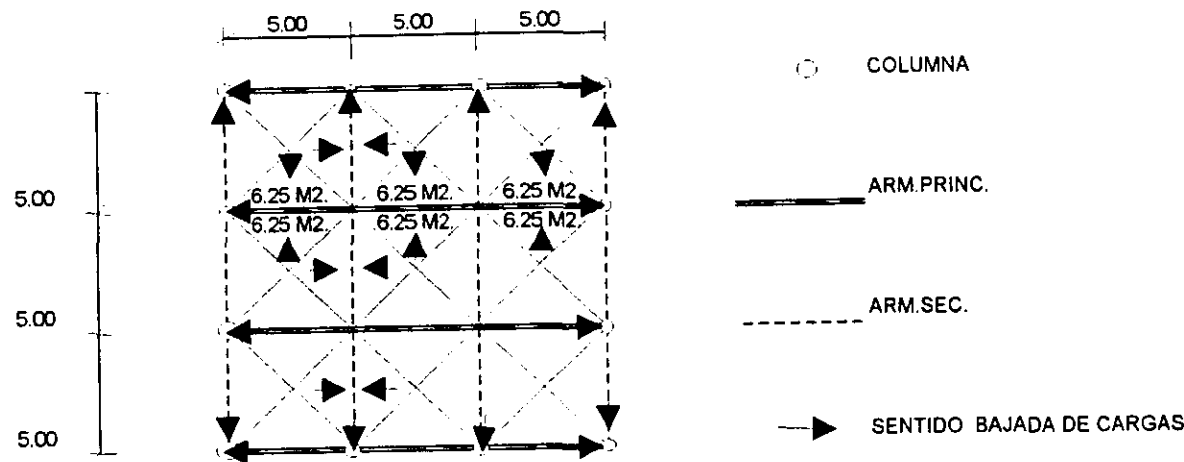 5.00 5.00 5.00
COLUMNA
5.00
6.25 M2. 6.25 M2. 6.25 M2
6.25 M2. 6.25 M2. 6.25 M2.
ARM.PRINC.
5.00
ARM.SEC.
5.00
SENTIDO BAJADA DE CARGAS